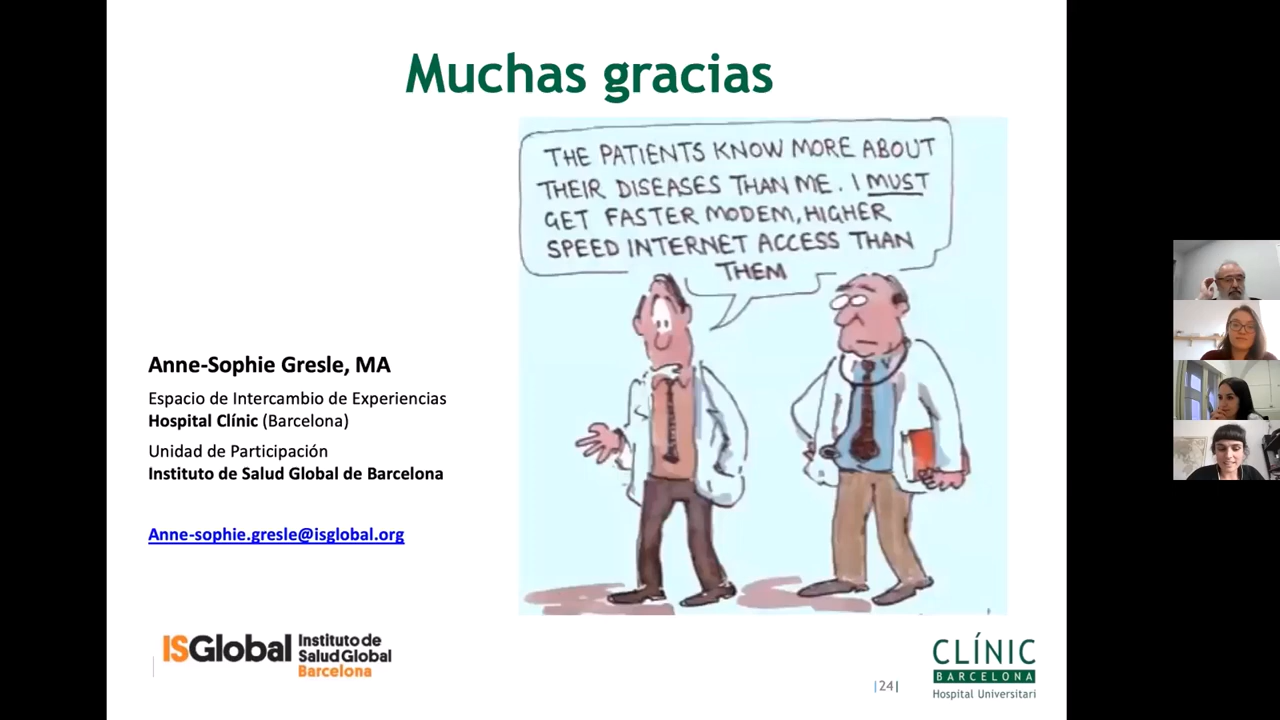 Muchas gracias
THE PATIENTS KNOW MORE ABOUT
THEIR DISEASES THAN ME. I MUST
GET FASTER MODEM, HIGHER
SPEED INTERNET ACCESS THAN
THEM
Anne-Sophie Gresle, MA
Espacio de Intercambio de Experiencias
Hospital Clínic (Barcelona)
Unidad de Participación
Instituto de Salud Global de Barcelona
Anne-sophie.gresle@isglobal.org
ISGlobal Instituto de
Salud Global
Barcelona
|24|
CLÍNIC
BARCELONA
Hospital Universitari